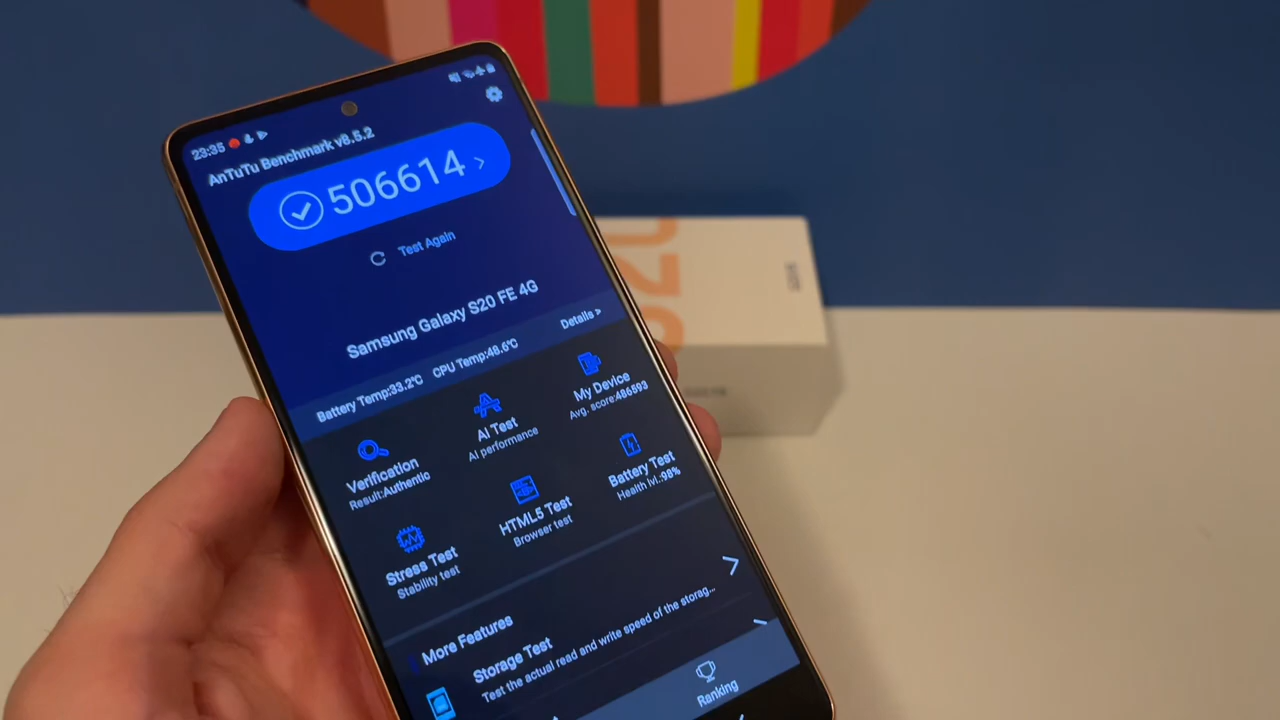 23:35
AnTuTu Benchmark v8.5.2
506614
Test Again
Samsung Galaxy S20 FE 4G
Details >
Battery Temp:33.2℃ CPU Temp:48.6℃
Verification
Result:Authentic
AI Test
AI performance
My Device
Avg. score:486593
Stress Test
Stability test
HTML5 Test
Browser test
Battery Test
Health lvl.:98%
More Features
Storage Test
Test the actual read and write speed of the storag...
Ranking
S20